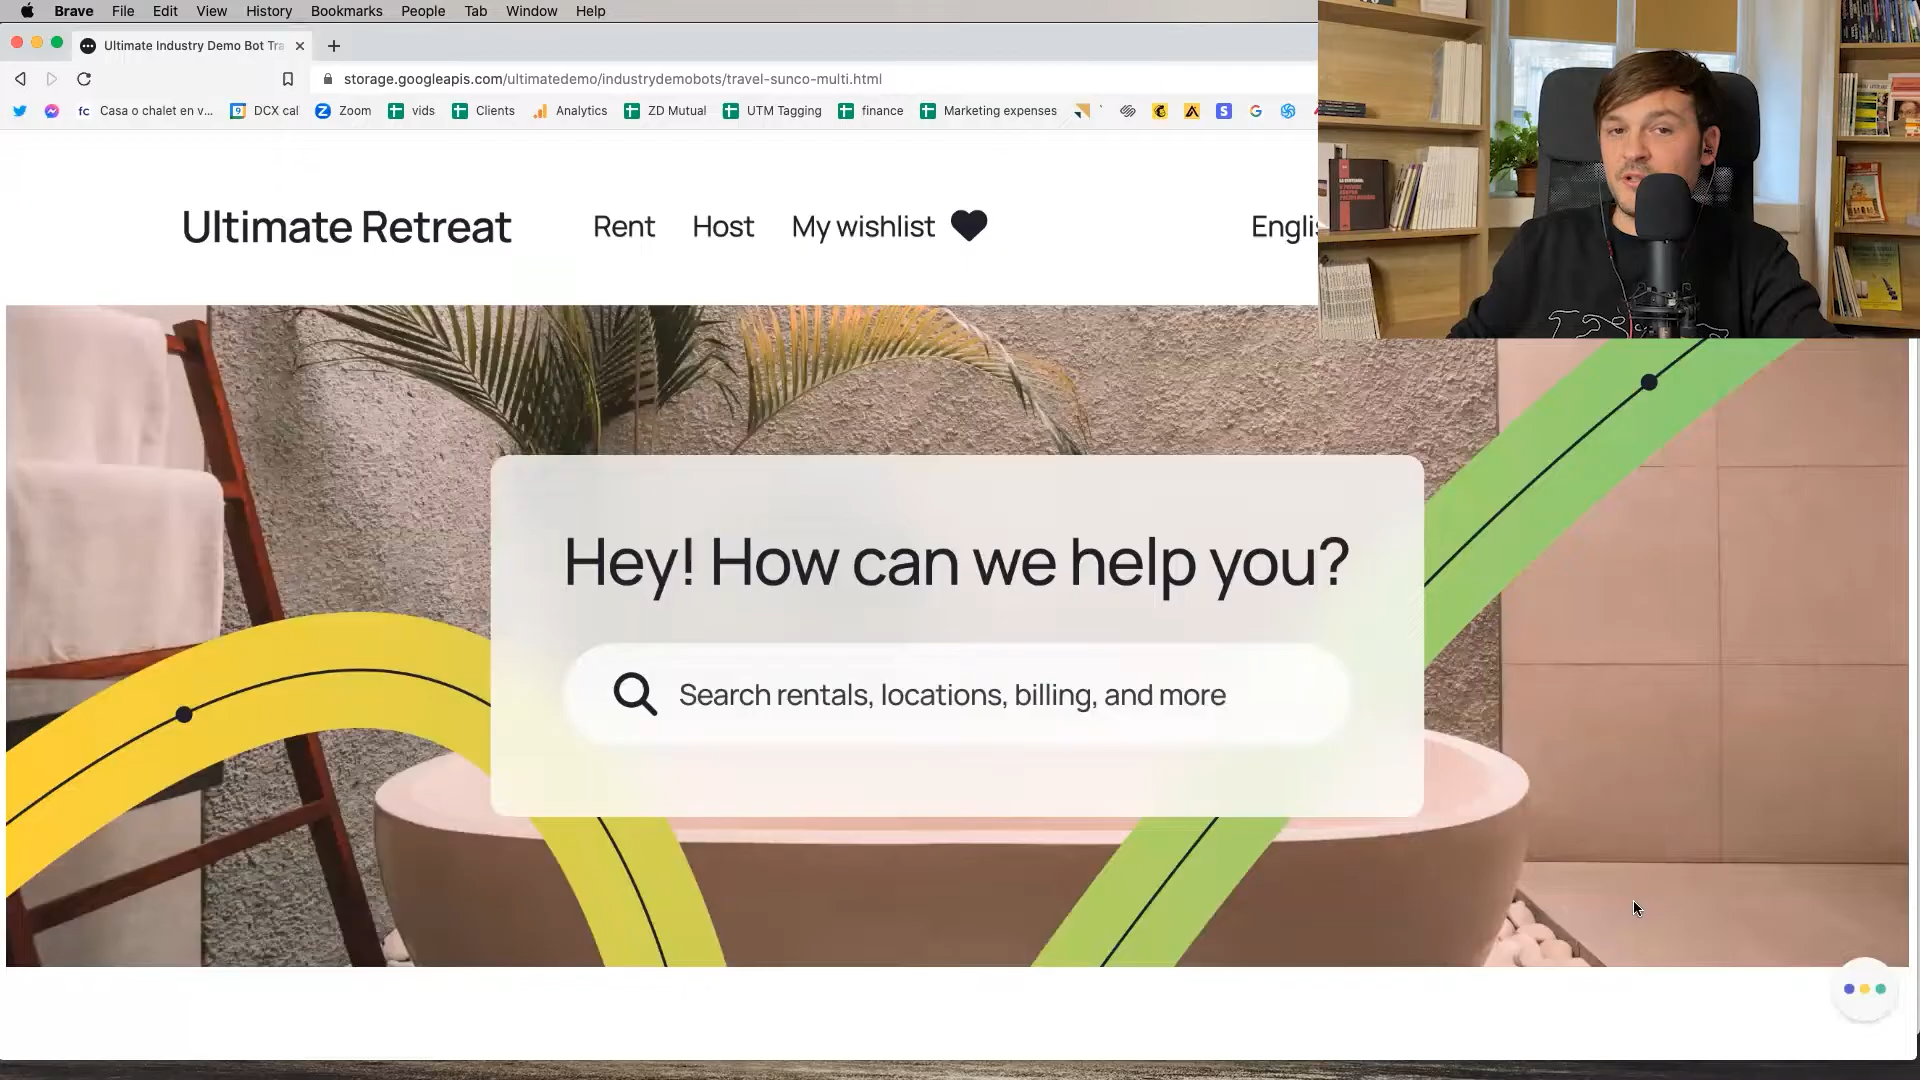 Brave File Edit View History Bookmarks People Tab Window Help
Ultimate Industry Demo Bot Tra
storage.googleapis.com/ultimatedemo/industrydemobots/travel-sunco-multi.html
fc Casa o chalet en v... 9 DCX cal Zoom vids Clients Analytics ZD Mutual UTM Tagging finance Marketing expenses
Ultimate Retreat Rent Host My wishlist Englis
Hey! How can we help you?
Search rentals, locations, billing, and more